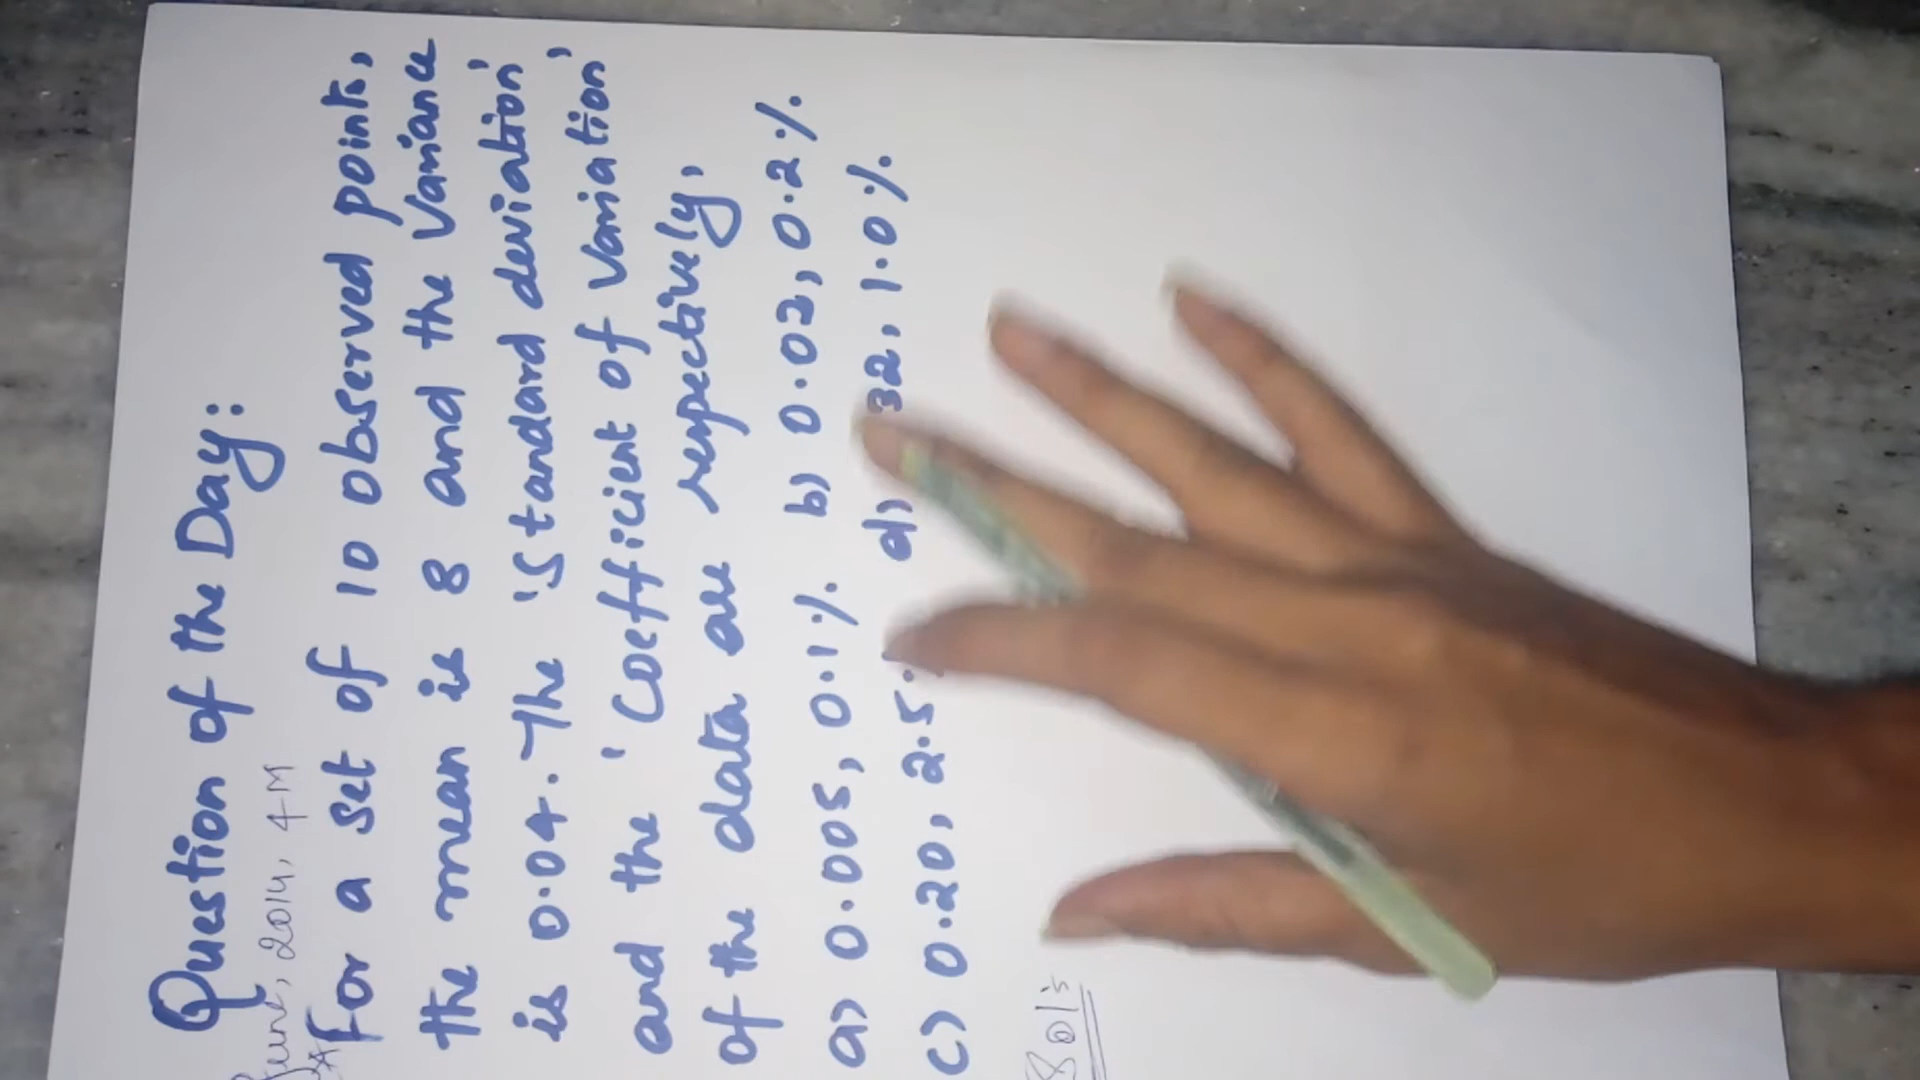 Question of the Day:
June, 2014, 4M
For a set of 10 observed points,
the mean is 8 and the Variance
is 0.04. The 'Standard deviation'
and the 'Coefficient of Variation'
of the data are respectively,
a) 0.005, 0.1% b) 0.02, 0.2%
c) 0.20, 2.5 d) 32, 1.0%
Sol's